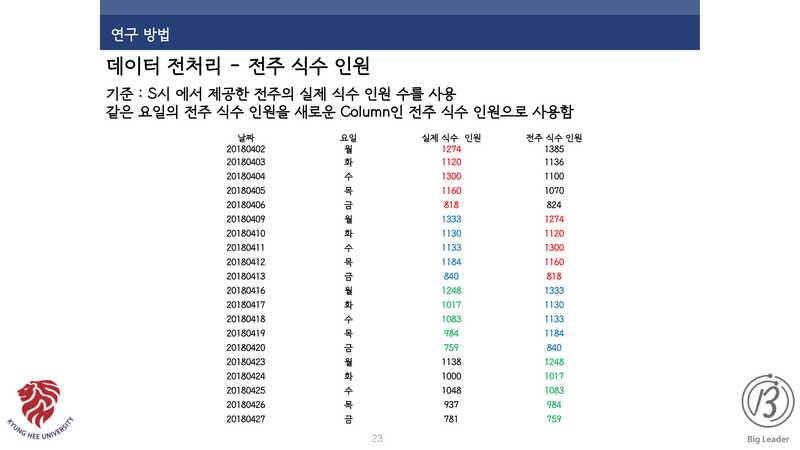 연구 방법
데이터 전처리 - 전주 식수 인원
기준 : S시 에서 제공한 전주의 실제 식수 인원 수를 사용
같은 요일의 전주 식수 인원을 새로운 Column인 전주 식수 인원으로 사용함
날짜 요일 실제 식수 인원 전주 식수 인원
20180402 월 1274 1385
20180403 화 1120 1136
20180404 수 1300 1100
20180405 목 1160 1070
20180406 금 818 824
20180409 월 1333 1274
20180410 화 1130 1120
20180411 수 1133 1300
20180412 목 1184 1160
20180413 금 840 818
20180416 월 1248 1333
20180417 화 1017 1130
20180418 수 1083 1133
20180419 목 984 1184
20180420 금 759 840
20180423 월 1138 1248
20180424 화 1000 1017
20180425 수 1048 1083
20180426 목 937 984
20180427 금 781 759
KYUNG HEE UNIVERSITY
23
Big Leader